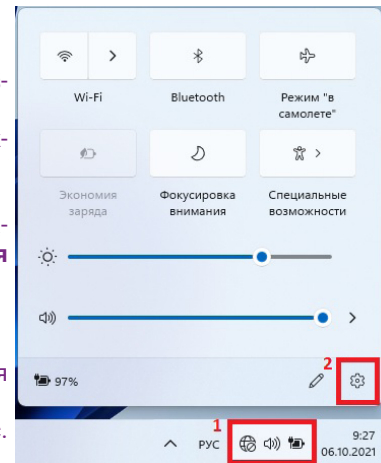 Wi-Fi
Bluetooth
Режим "в
самолете"
Экономия
заряда
Фокусировка
внимания
Специальные
возможности
2
97%
1
РУС
9:27
06.10.2021